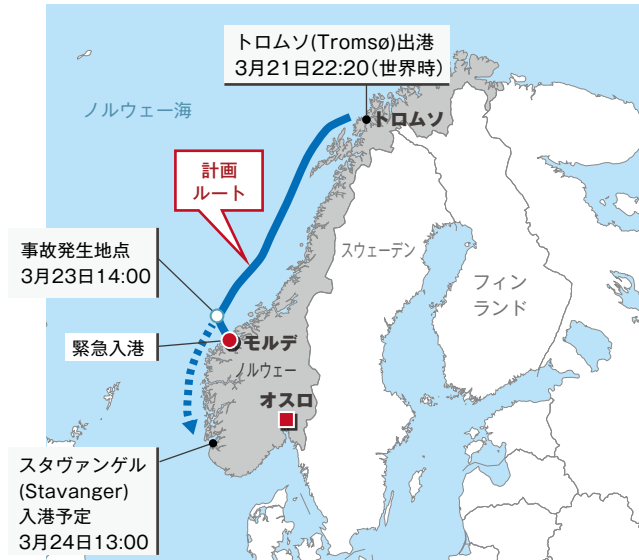 トロムソ(Tromsø)出港
3月21日22:20(世界時)
ノルウェー海
トロムソ
計画
ルート
スウェーデン
事故発生地点
3月23日14:00
フィン
ランド
緊急入港
モルデ
ノルウェー
オスロ
スタヴァンゲル
(Stavanger)
入港予定
3月24日13:00